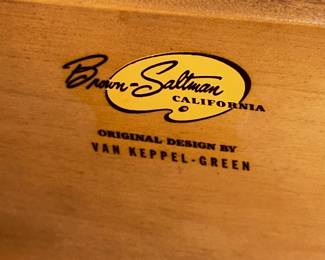 Brown-Saltman
CALIFORNIA
ORIGINAL DESIGN BY
VAN KEPPEL-GREEN